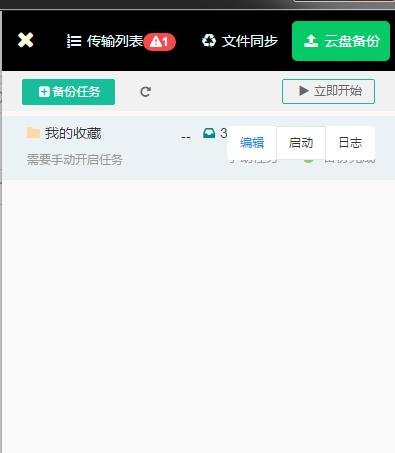 传输列表 1 文件同步 云盘备份
备份任务 立即开始
我的收藏 -- 3
编辑 启动 日志
需要手动开启任务